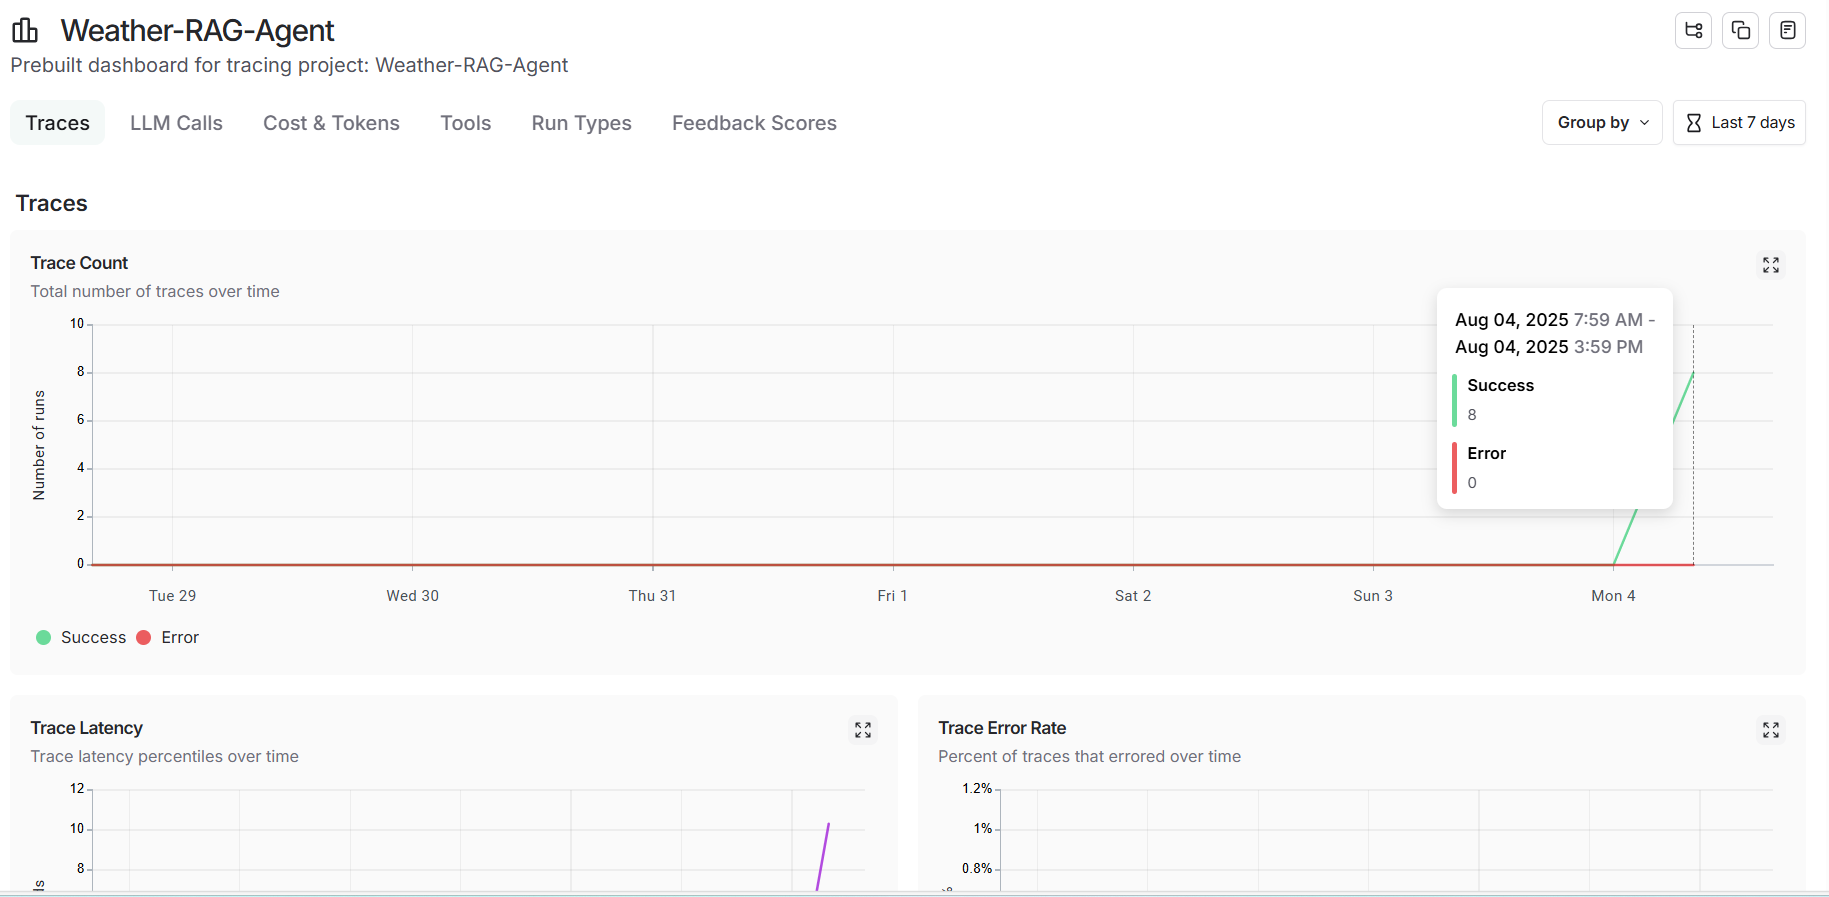 Weather-RAG-Agent
Prebuilt dashboard for tracing project: Weather-RAG-Agent
Traces LLM Calls Cost & Tokens Tools Run Types Feedback Scores Group by Last 7 days
Traces
Trace Count
Total number of traces over time
Number of runs
10
8
6
4
2
0
Tue 29 Wed 30 Thu 31 Fri 1 Sat 2 Sun 3 Mon 4
Aug 04, 2025 7:59 AM -
Aug 04, 2025 3:59 PM
Success
8
Error
0
Success Error
Trace Latency
Trace latency percentiles over time
12
10
8
Trace Error Rate
Percent of traces that errored over time
1.2%
1%
0.8%